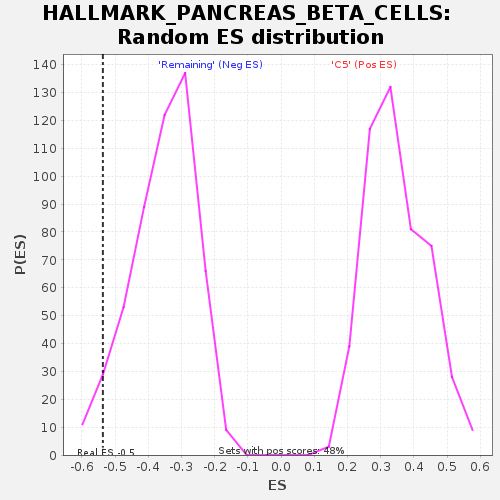 HALLMARK_PANCREAS_BETA_CELLS:
Random ES distribution
'Remaining' (Neg ES)
'C5' (Pos ES)
140
130
120
110
100
90
80
70
60
50
40
30
20
10
0
P(ES)
Real ES -0.5
Sets with pos scores: 48%
-0.6 -0.5 -0.4 -0.3 -0.2 -0.1 0.0 0.1 0.2 0.3 0.4 0.5 0.6
ES